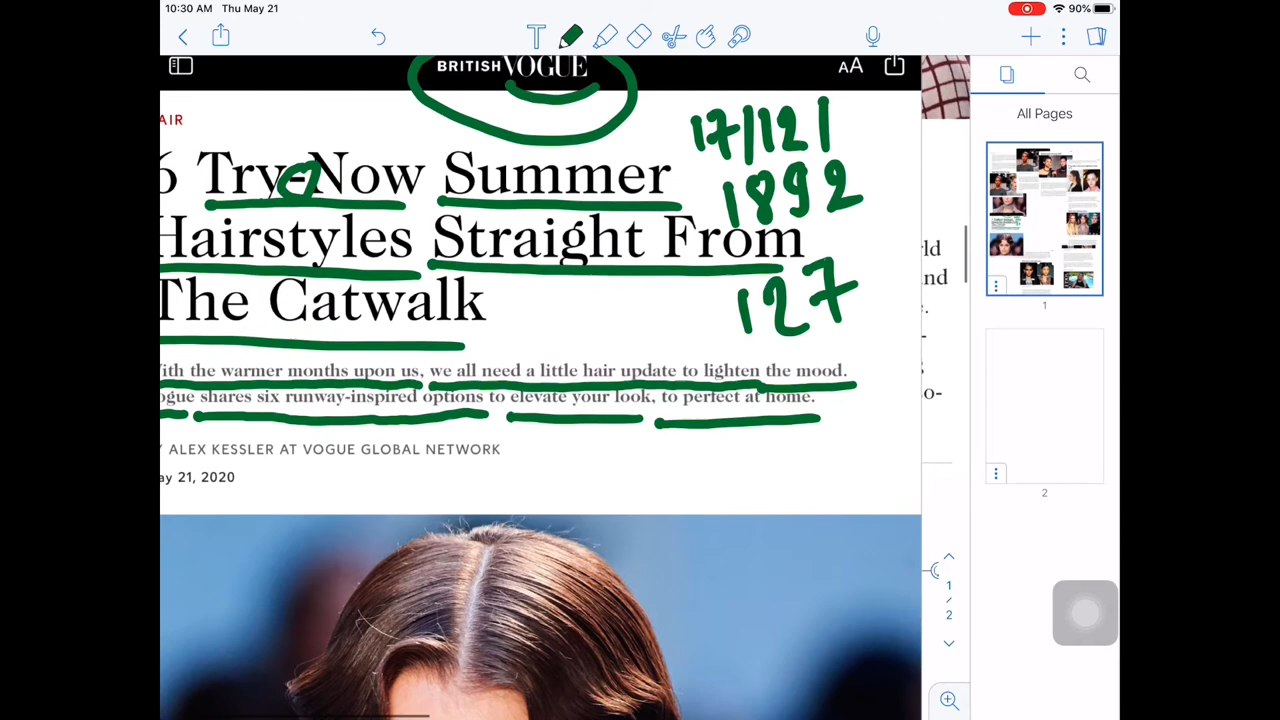 10:30 AM Thu May 21
90%
T
BRITISH VOGUE
AA
All Pages
AIR
17/12/
6 Try-Now Summer
1892
Hairstyles Straight From
The Catwalk
127
ith the warmer months upon us, we all need a little hair update to lighten the mood.
ogue shares six runway-inspired options to elevate your look, to perfect at home.
ALEX KESSLER AT VOGUE GLOBAL NETWORK
ay 21, 2020
rld
nd
o-
1
2
1
2